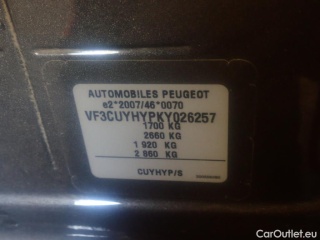 AUTOMOBILES PEUGEOT
e2*2007/46*0070
VF3CUYHYPKY026257
1700 KG
2660 KG
1 920 KG
2 860 KG
CUYHYP/S
CarOutlet.eu